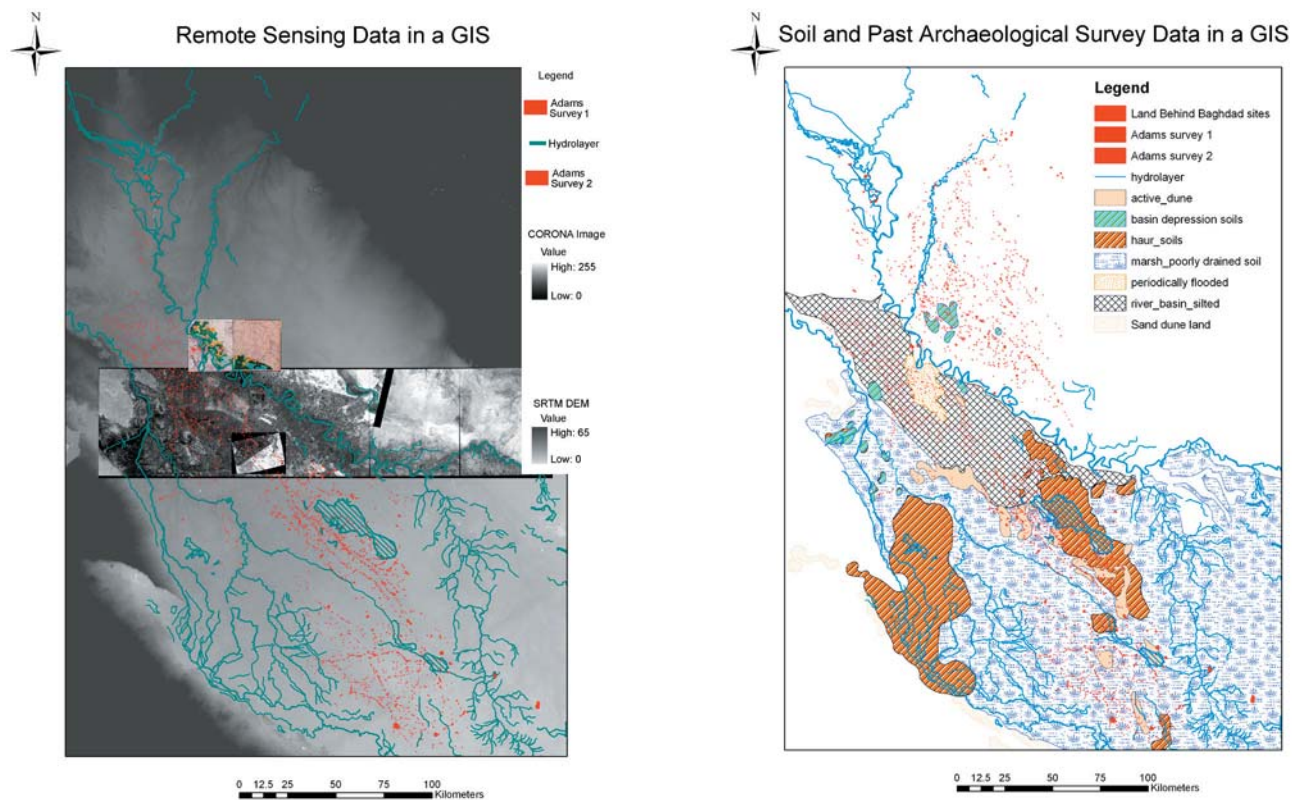 N
Remote Sensing Data in a GIS
Legend
Adams
Survey 1
Hydrolayer
Adams
Survey 2
CORONA Image
Value
High: 255
Low: 0
SRTM DEM
Value
High: 65
Low: 0
0 12.5 25 50 75 100
Kilometers
N
Soil and Past Archaeological Survey Data in a GIS
Legend
Land Behind Baghdad sites
Adams survey 1
Adams survey 2
hydrolayer
active_dune
basin depression soils
haur_soils
marsh_poorly drained soil
periodically flooded
river_basin_silted
Sand dune land
0 12.5 25 50 75 100
Kilometers